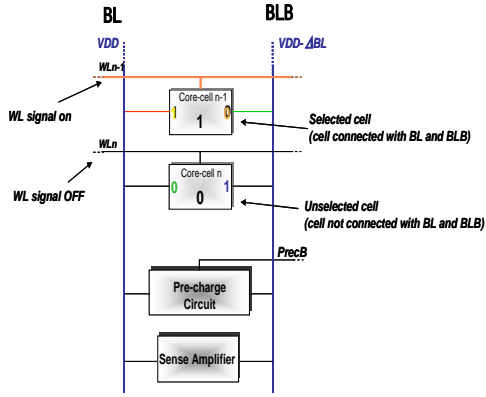 BL BLB
VDD VDD-ΔBL
WLn-1
Core-cell n-1
1 0
1
WL signal on
Selected cell
(cell connected with BL and BLB)
WLn
Core-cell n
0 1
0
WL signal OFF
Unselected cell
(cell not connected with BL and BLB)
PrecB
Pre-charge
Circuit
Sense Amplifier